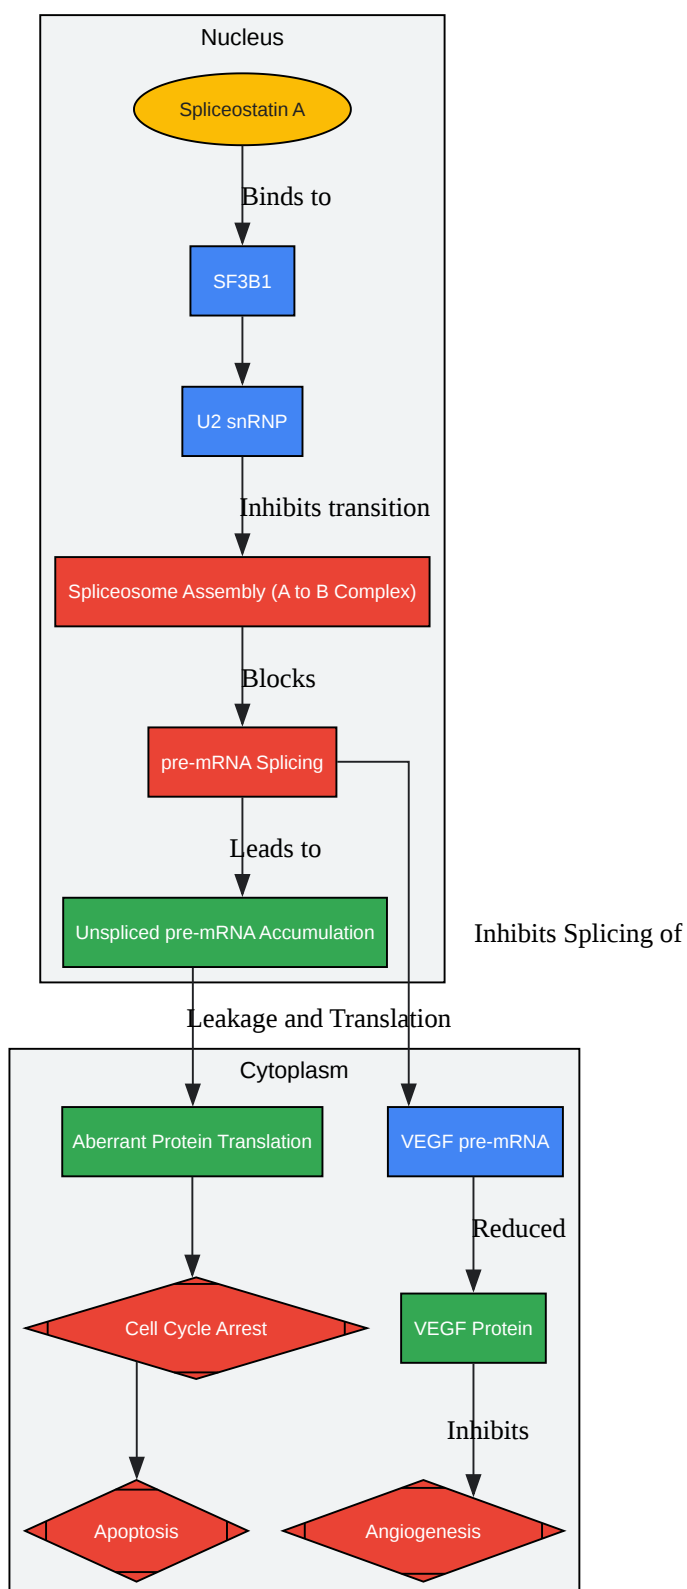 Nucleus
Spliceostatin A
Binds to
SF3B1
U2 snRNP
Inhibits transition
Spliceosome Assembly (A to B Complex)
Blocks
pre-mRNA Splicing
Leads to
Unspliced pre-mRNA Accumulation
Inhibits Splicing of
Leakage and Translation
Cytoplasm
Aberrant Protein Translation
VEGF pre-mRNA
Reduced
Cell Cycle Arrest
VEGF Protein
Inhibits
Apoptosis
Angiogenesis